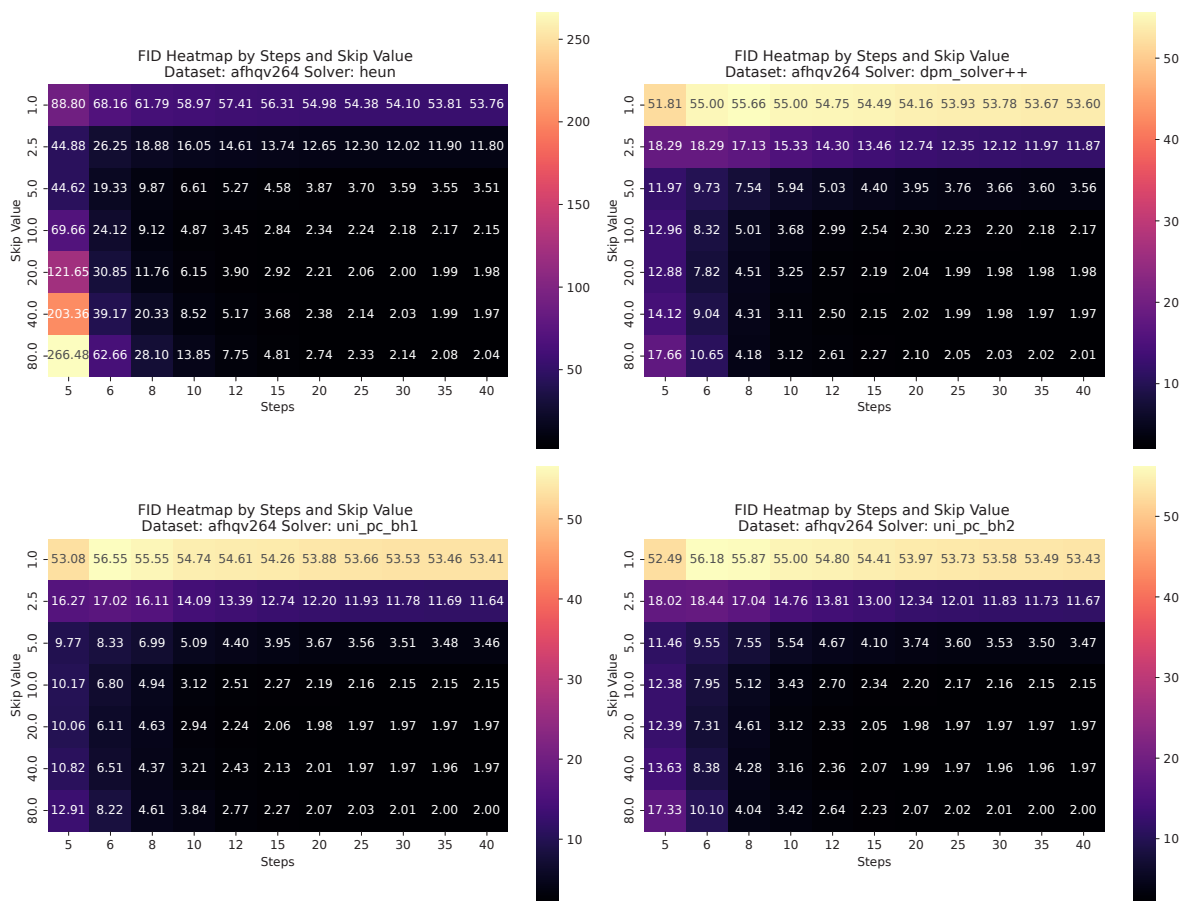 FID Heatmap by Steps and Skip Value
Dataset: afhqv264 Solver: heun
Skip Value
1.0 88.80 68.16 61.79 58.97 57.41 56.31 54.98 54.38 54.10 53.81 53.76
2.5 44.88 26.25 18.88 16.05 14.61 13.74 12.65 12.30 12.02 11.90 11.80
5.0 44.62 19.33 9.87 6.61 5.27 4.58 3.87 3.70 3.59 3.55 3.51
10.0 69.66 24.12 9.12 4.87 3.45 2.84 2.34 2.24 2.18 2.17 2.15
20.0 121.65 30.85 11.76 6.15 3.90 2.92 2.21 2.06 2.00 1.99 1.98
40.0 203.36 39.17 20.33 8.52 5.17 3.68 2.38 2.14 2.03 1.99 1.97
80.0 266.48 62.66 28.10 13.85 7.75 4.81 2.74 2.33 2.14 2.08 2.04
5 6 8 10 12 15 20 25 30 35 40
Steps
250
200
150
100
50
FID Heatmap by Steps and Skip Value
Dataset: afhqv264 Solver: dpm_solver++
Skip Value
1.0 51.81 55.00 55.66 55.00 54.75 54.49 54.16 53.93 53.78 53.67 53.60
2.5 18.29 18.29 17.13 15.33 14.30 13.46 12.74 12.35 12.12 11.97 11.87
5.0 11.97 9.73 7.54 5.94 5.03 4.40 3.95 3.76 3.66 3.60 3.56
10.0 12.96 8.32 5.01 3.68 2.99 2.54 2.30 2.23 2.20 2.18 2.17
20.0 12.88 7.82 4.51 3.25 2.57 2.19 2.04 1.99 1.98 1.98 1.98
40.0 14.12 9.04 4.31 3.11 2.50 2.15 2.02 1.99 1.98 1.97 1.97
80.0 17.66 10.65 4.18 3.12 2.61 2.27 2.10 2.05 2.03 2.02 2.01
5 6 8 10 12 15 20 25 30 35 40
Steps
50
40
30
20
10
FID Heatmap by Steps and Skip Value
Dataset: afhqv264 Solver: uni_pc_bh1
Skip Value
1.0 53.08 56.55 55.55 54.74 54.61 54.26 53.88 53.66 53.53 53.46 53.41
2.5 16.27 17.02 16.11 14.09 13.39 12.74 12.20 11.93 11.78 11.69 11.64
5.0 9.77 8.33 6.99 5.09 4.40 3.95 3.67 3.56 3.51 3.48 3.46
10.0 10.17 6.80 4.94 3.12 2.51 2.27 2.19 2.16 2.15 2.15 2.15
20.0 10.06 6.11 4.63 2.94 2.24 2.06 1.98 1.97 1.97 1.97 1.97
40.0 10.82 6.51 4.37 3.21 2.43 2.13 2.01 1.97 1.97 1.96 1.97
80.0 12.91 8.22 4.61 3.84 2.77 2.27 2.07 2.03 2.01 2.00 2.00
5 6 8 10 12 15 20 25 30 35 40
Steps
50
40
30
20
10
FID Heatmap by Steps and Skip Value
Dataset: afhqv264 Solver: uni_pc_bh2
Skip Value
1.0 52.49 56.18 55.87 55.00 54.80 54.41 53.97 53.73 53.58 53.49 53.43
2.5 18.02 18.44 17.04 14.76 13.81 13.00 12.34 12.01 11.83 11.73 11.67
5.0 11.46 9.55 7.55 5.54 4.67 4.10 3.74 3.60 3.53 3.50 3.47
10.0 12.38 7.95 5.12 3.43 2.70 2.34 2.20 2.17 2.16 2.15 2.15
20.0 12.39 7.31 4.61 3.12 2.33 2.05 1.98 1.97 1.97 1.97 1.97
40.0 13.63 8.38 4.28 3.16 2.36 2.07 1.99 1.97 1.96 1.96 1.97
80.0 17.33 10.10 4.04 3.42 2.64 2.23 2.07 2.02 2.01 2.00 2.00
5 6 8 10 12 15 20 25 30 35 40
Steps
50
40
30
20
10